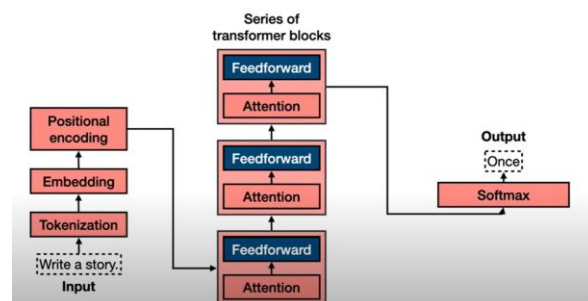 Series of
transformer blocks
Feedforward
Attention
Positional
encoding
Feedforward
Attention
Output
Once
Embedding
Softmax
Tokenization
Feedforward
Write a story.
Attention
Input